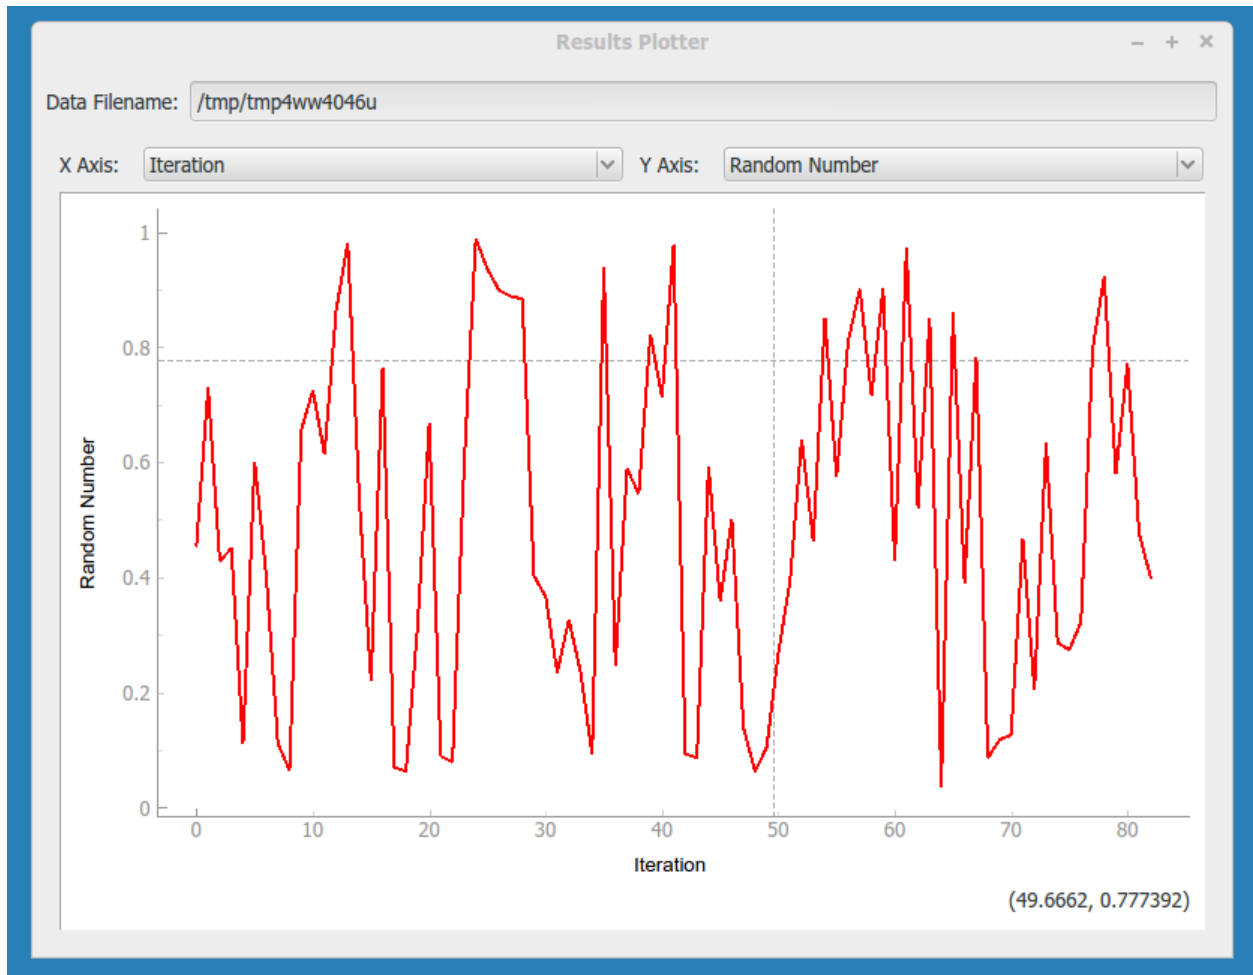 Results Plotter
Data Filename: /tmp/tmp4ww4046u
X Axis: Iteration Y Axis: Random Number
1
0.8
0.6
0.4
0.2
0
Random Number
0 10 20 30 40 50 60 70 80
Iteration
(49.6662, 0.777392)